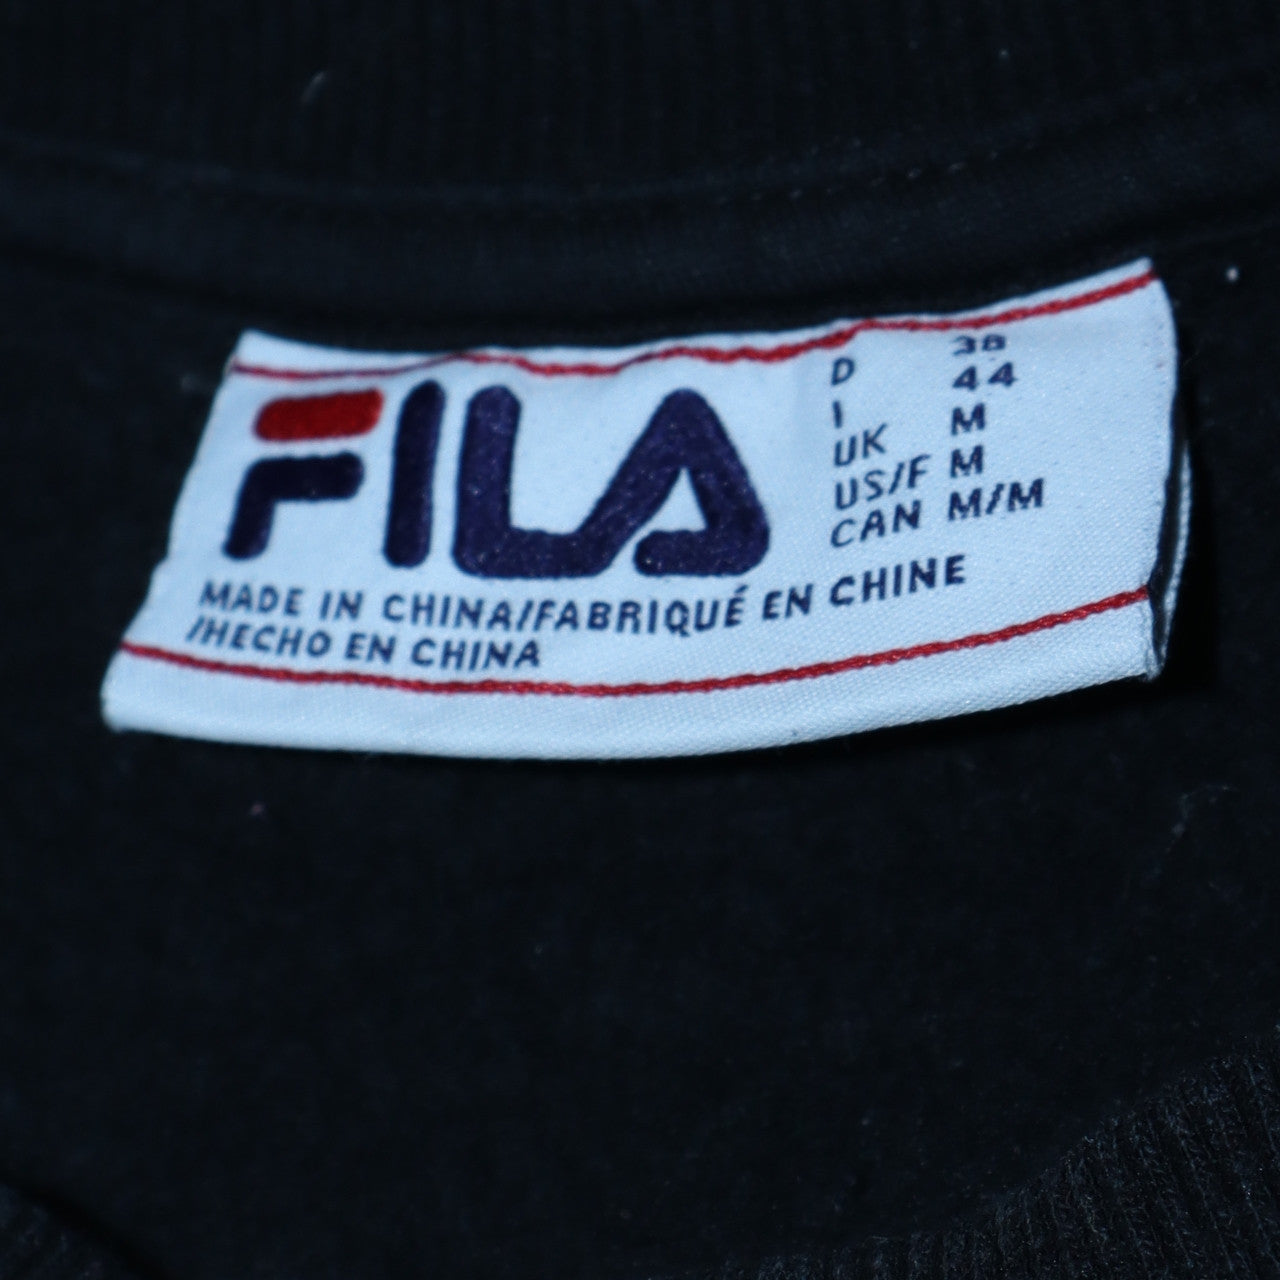 FILA
D 38
I 44
UK M
US/F M
CAN M/M
MADE IN CHINA/FABRIQUÉ EN CHINE
/HECHO EN CHINA